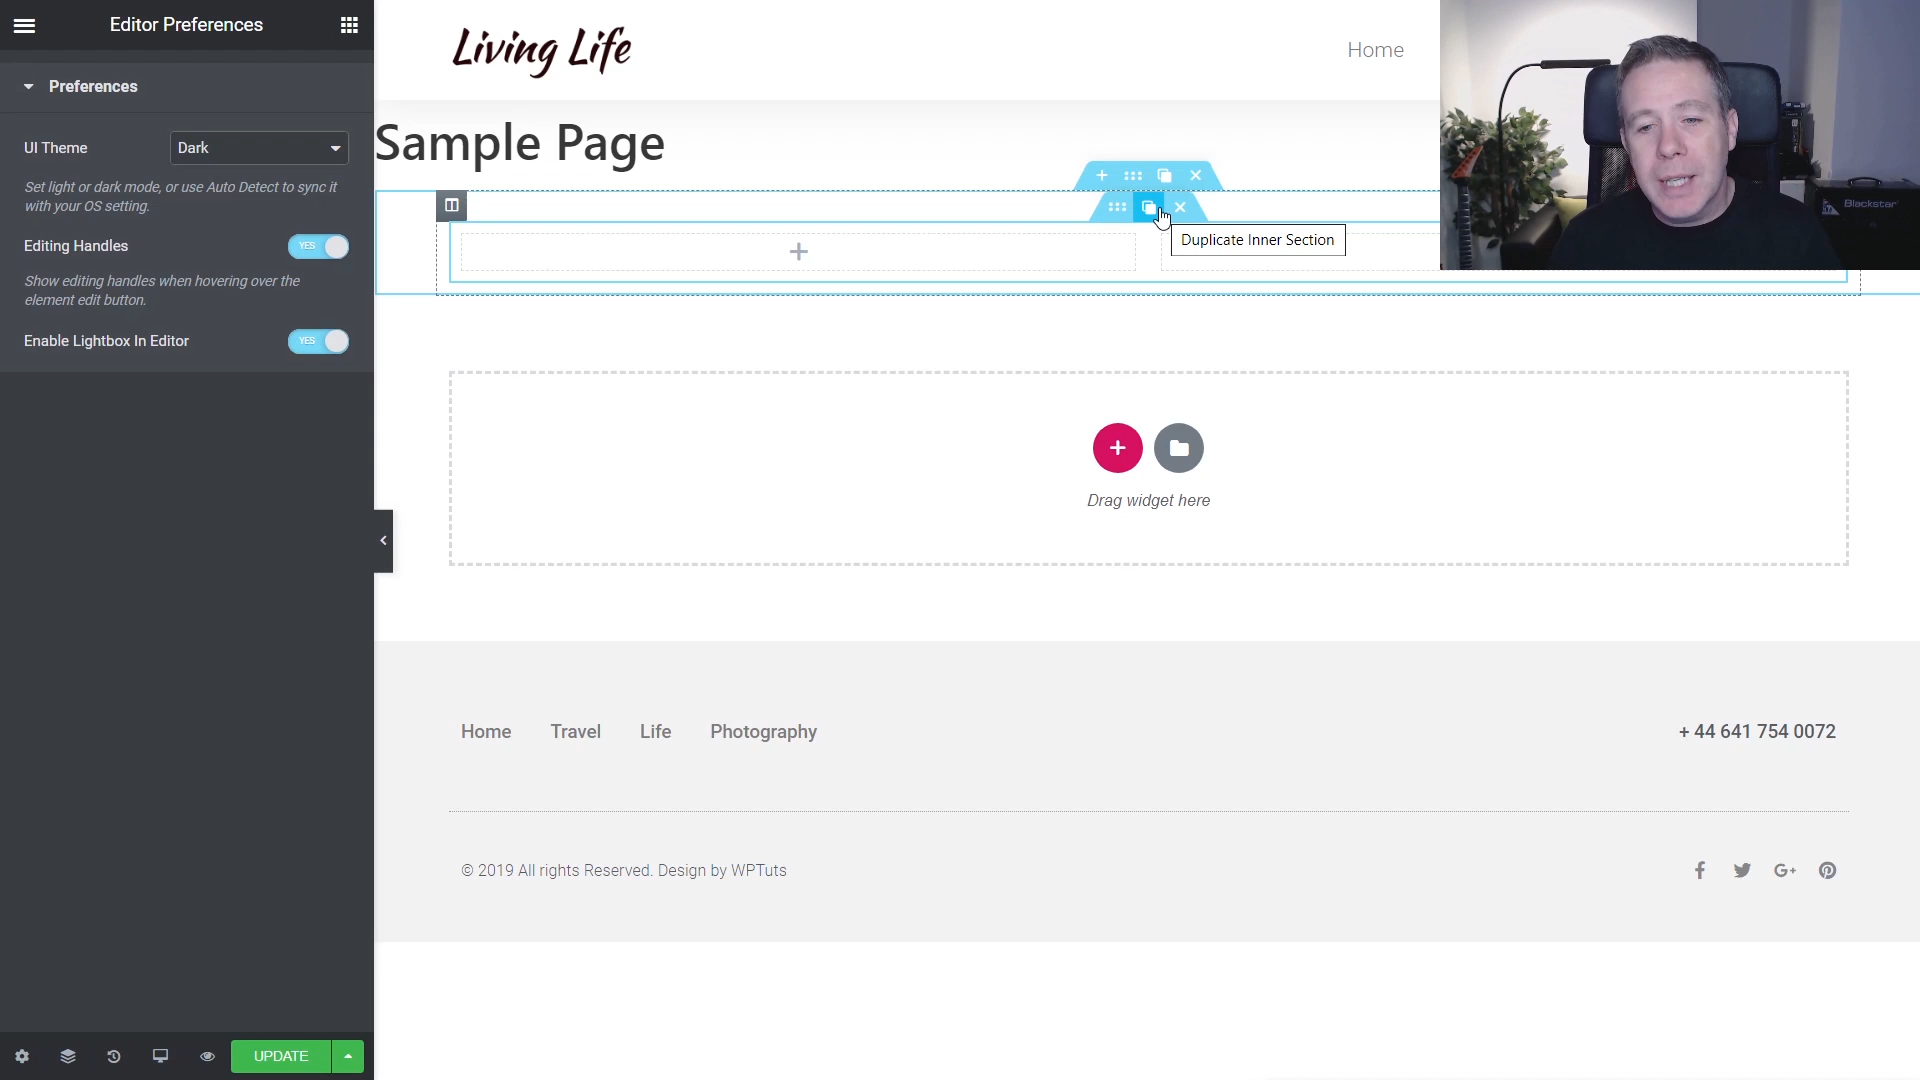 Editor Preferences
Preferences
UI Theme
Dark
Set light or dark mode, or use Auto Detect to sync it
with your OS setting.
Editing Handles
YES
Show editing handles when hovering over the
element edit button.
Enable Lightbox In Editor
YES
UPDATE
Living Life
Home
Sample Page
Duplicate Inner Section
Drag widget here
Home Travel Life Photography
+ 44 641 754 0072
© 2019 All rights Reserved. Design by WPTuts
G+
Blackstar